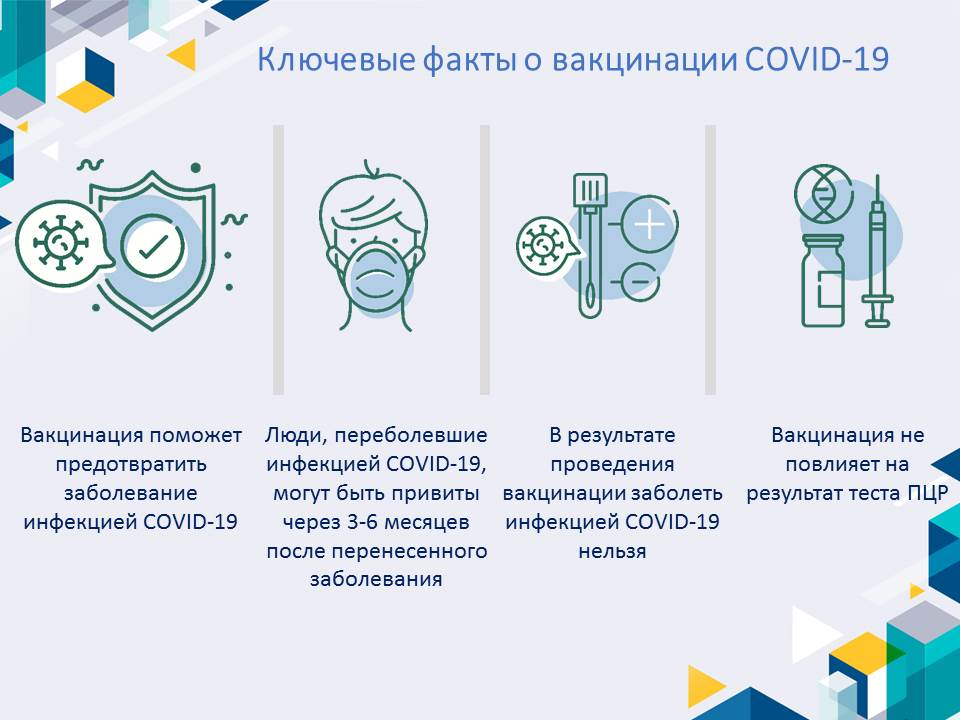 Ключевые факты о вакцинации COVID-19
Вакцинация поможет
предотвратить
заболевание
инфекцией COVID-19
Люди, переболевшие
инфекцией COVID-19,
могут быть привиты
через 3-6 месяцев
после перенесенного
заболевания
В результате
проведения
вакцинации заболеть
инфекцией COVID-19
нельзя
Вакцинация не
повлияет на
результат теста ПЦР